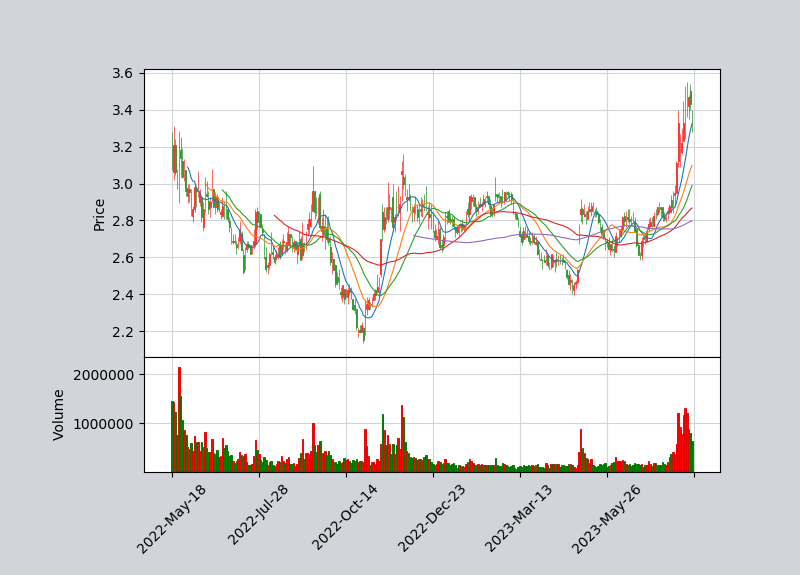 3.6
3.4
3.2
3.0
2.8
2.6
2.4
2.2
Price
2000000
1000000
Volume
2022-May-18
2022-Jul-28
2022-Oct-14
2022-Dec-23
2023-Mar-13
2023-May-26